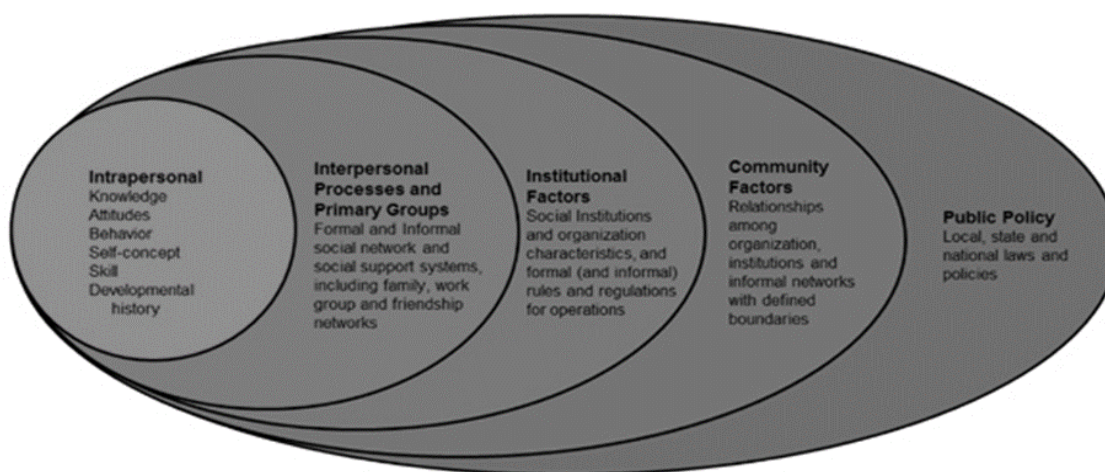 Intrapersonal
Knowledge
Attitudes
Behavior
Self-concept
Skill
Developmental
history
Interpersonal
Processes and
Primary Groups
Formal and Informal
social network and
social support systems,
including family, work
group and friendship
networks
Institutional
Factors
Social Institutions
and organization
characteristics, and
formal (and informal)
rules and regulations
for operations
Community
Factors
Relationships
among
organization,
institutions and
informal networks
with defined
boundaries
Public Policy
Local, state and
national laws and
policies